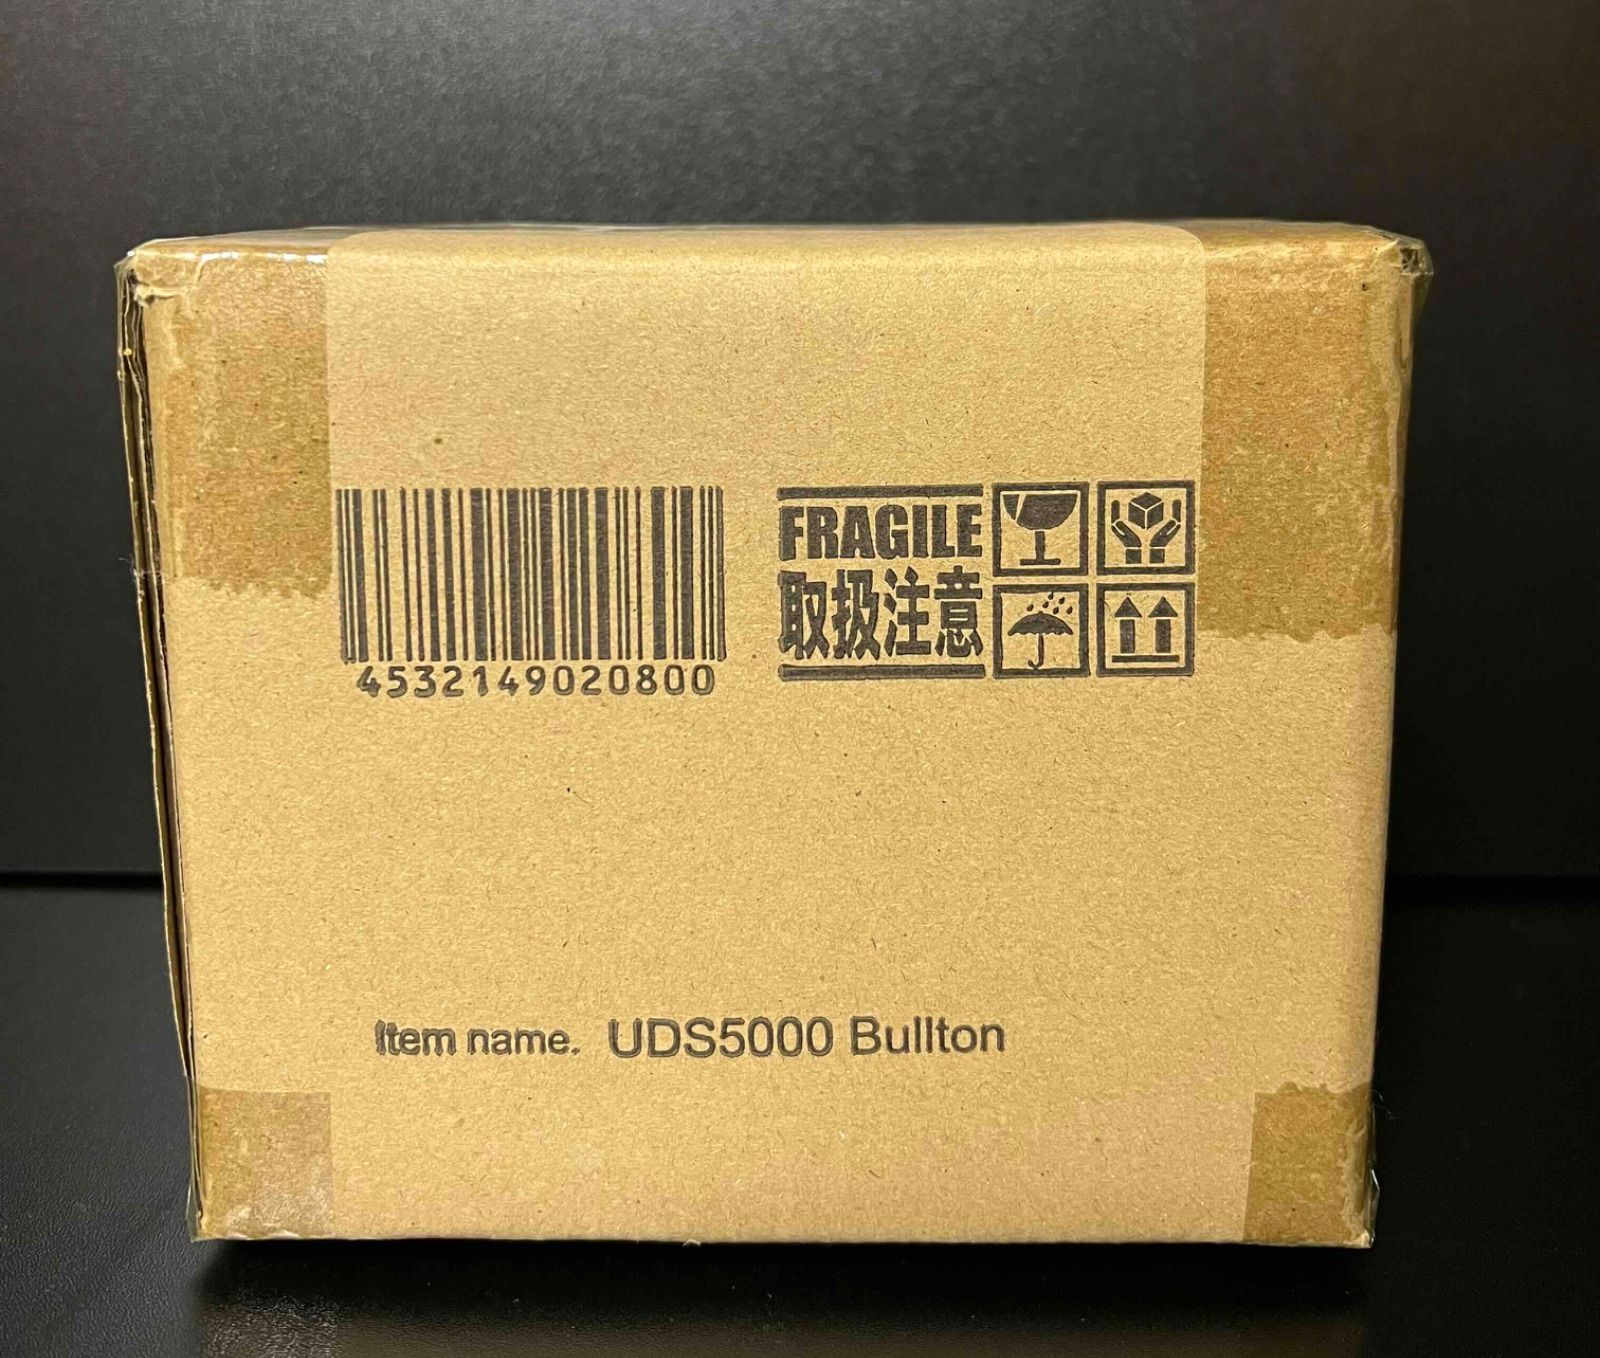 FRAGILE
取扱注意
4532149020800
Item name. UDS5000 Bullton